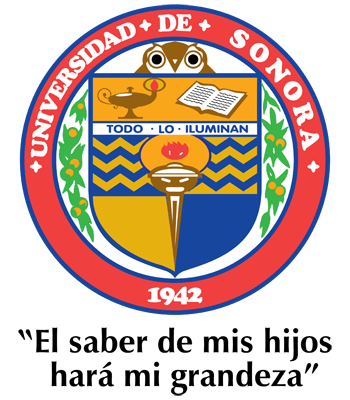 UNIVERSIDAD DE SONORA
TODO · LO · ILUMINAN
1942
“El saber de mis hijos
hará mi grandeza”